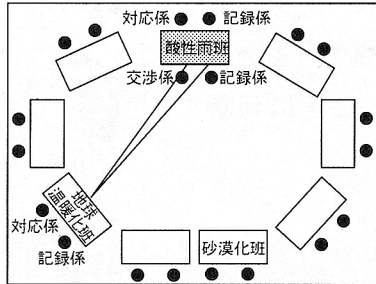 対応係 記録係
酸性雨班
交渉係 記録係
地球
温暖化班
対応係
記録係
砂漠化班